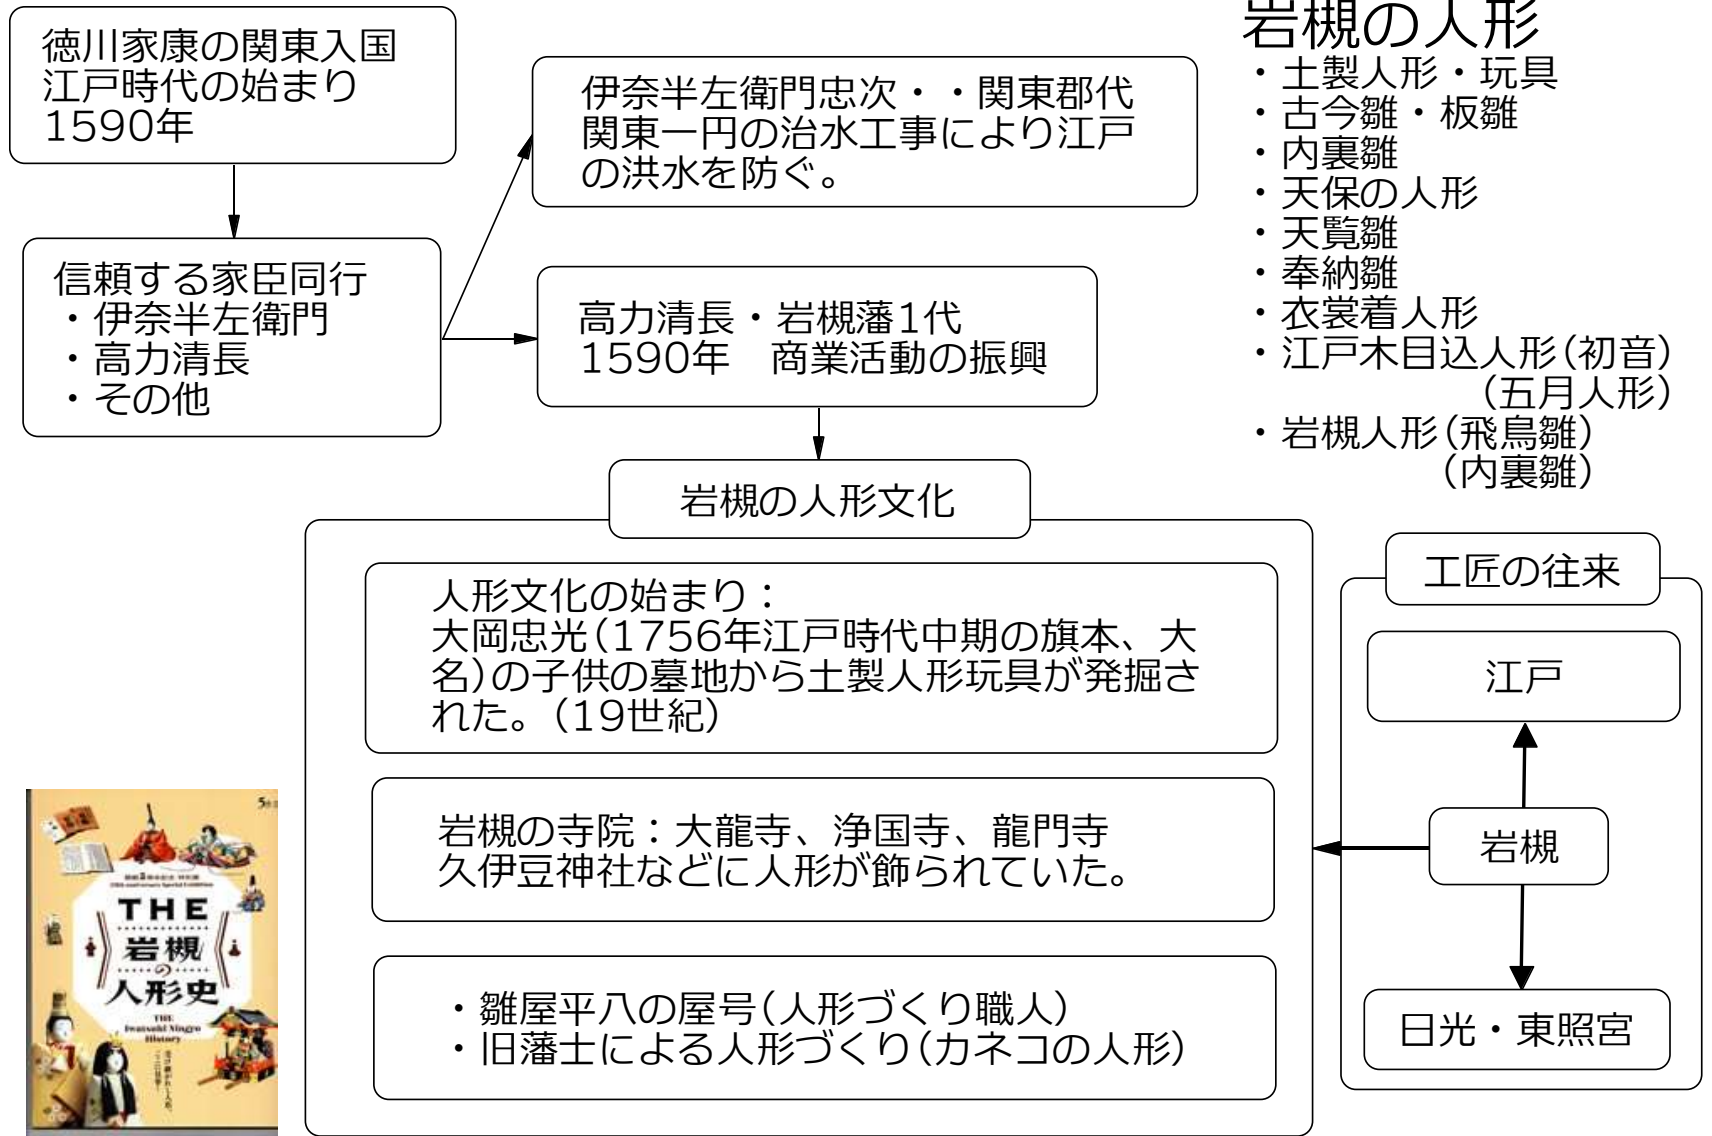 徳川家康の関東入国
江戸時代の始まり
1590年
伊奈半左衛門忠次・・関東郡代
関東一円の治水工事により江戸
の洪水を防ぐ。
信頼する家臣同行
・伊奈半左衛門
・高力清長
・その他
高力清長・岩槻藩1代
1590年　商業活動の振興
岩槻の人形
・土製人形・玩具
・古今雛・板雛
・内裏雛
・天保の人形
・天覧雛
・奉納雛
・衣裳着人形
・江戸木目込人形(初音)
(五月人形)
・岩槻人形(飛鳥雛)
(内裏雛)
岩槻の人形文化
人形文化の始まり：
大岡忠光(1756年江戸時代中期の旗本、大
名)の子供の墓地から土製人形玩具が発掘さ
れた。(19世紀)
岩槻の寺院：大龍寺、浄国寺、龍門寺
久伊豆神社などに人形が飾られていた。
・雛屋平八の屋号(人形づくり職人)
・旧藩士による人形づくり(カネコの人形)
工匠の往来
江戸
岩槻
日光・東照宮
THE
岩槻
の
人形史
THE
Iwatsuki Ningyo
History